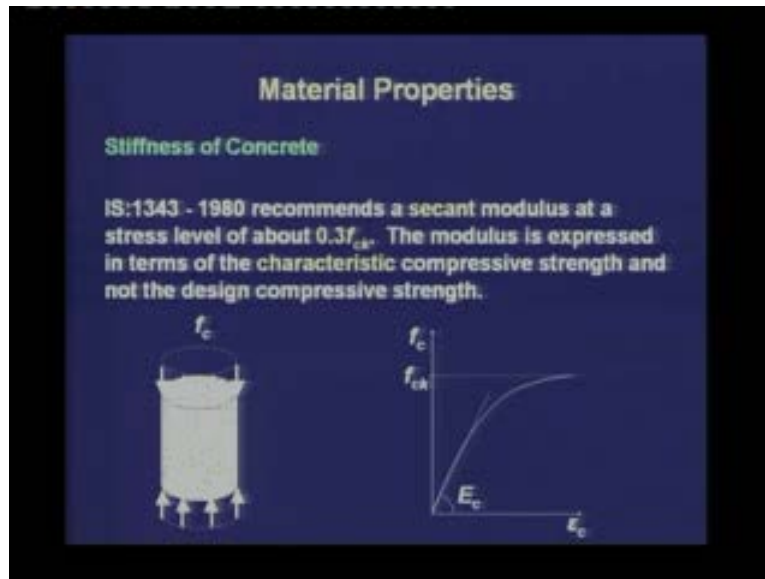 Material Properties
Stiffness of Concrete
IS:1343 - 1980 recommends a secant modulus at a
stress level of about 0.3fck. The modulus is expressed
in terms of the characteristic compressive strength and
not the design compressive strength.
fc
fc
fck
Ec
εc